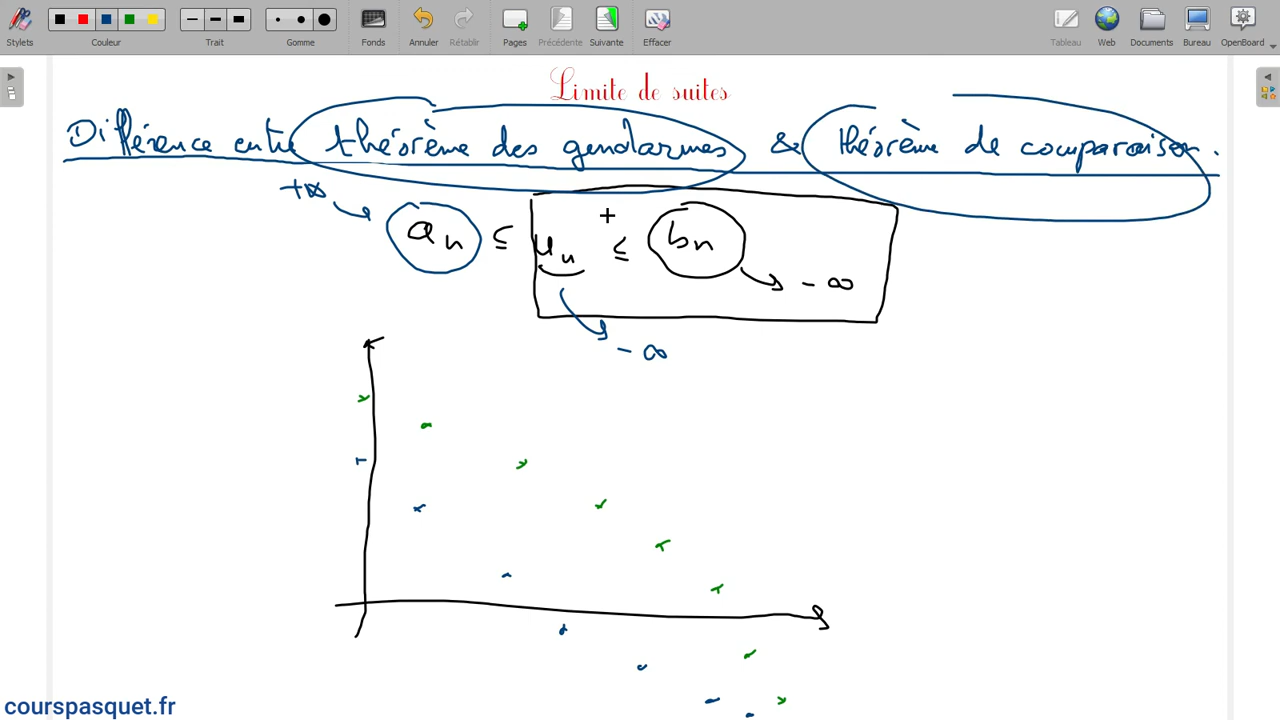 Stylets Couleur Trait Gomme Fonds Annuler Rétablir Pages Précédente Suivante Effacer Tableau Web Documents Bureau OpenBoard
Limite de suites
Différence entre théorème des gendarmes & théorème de comparaison.
+∞
aₙ ≤ uₙ ≤ bₙ
- ∞
- ∞
courspasquet.fr